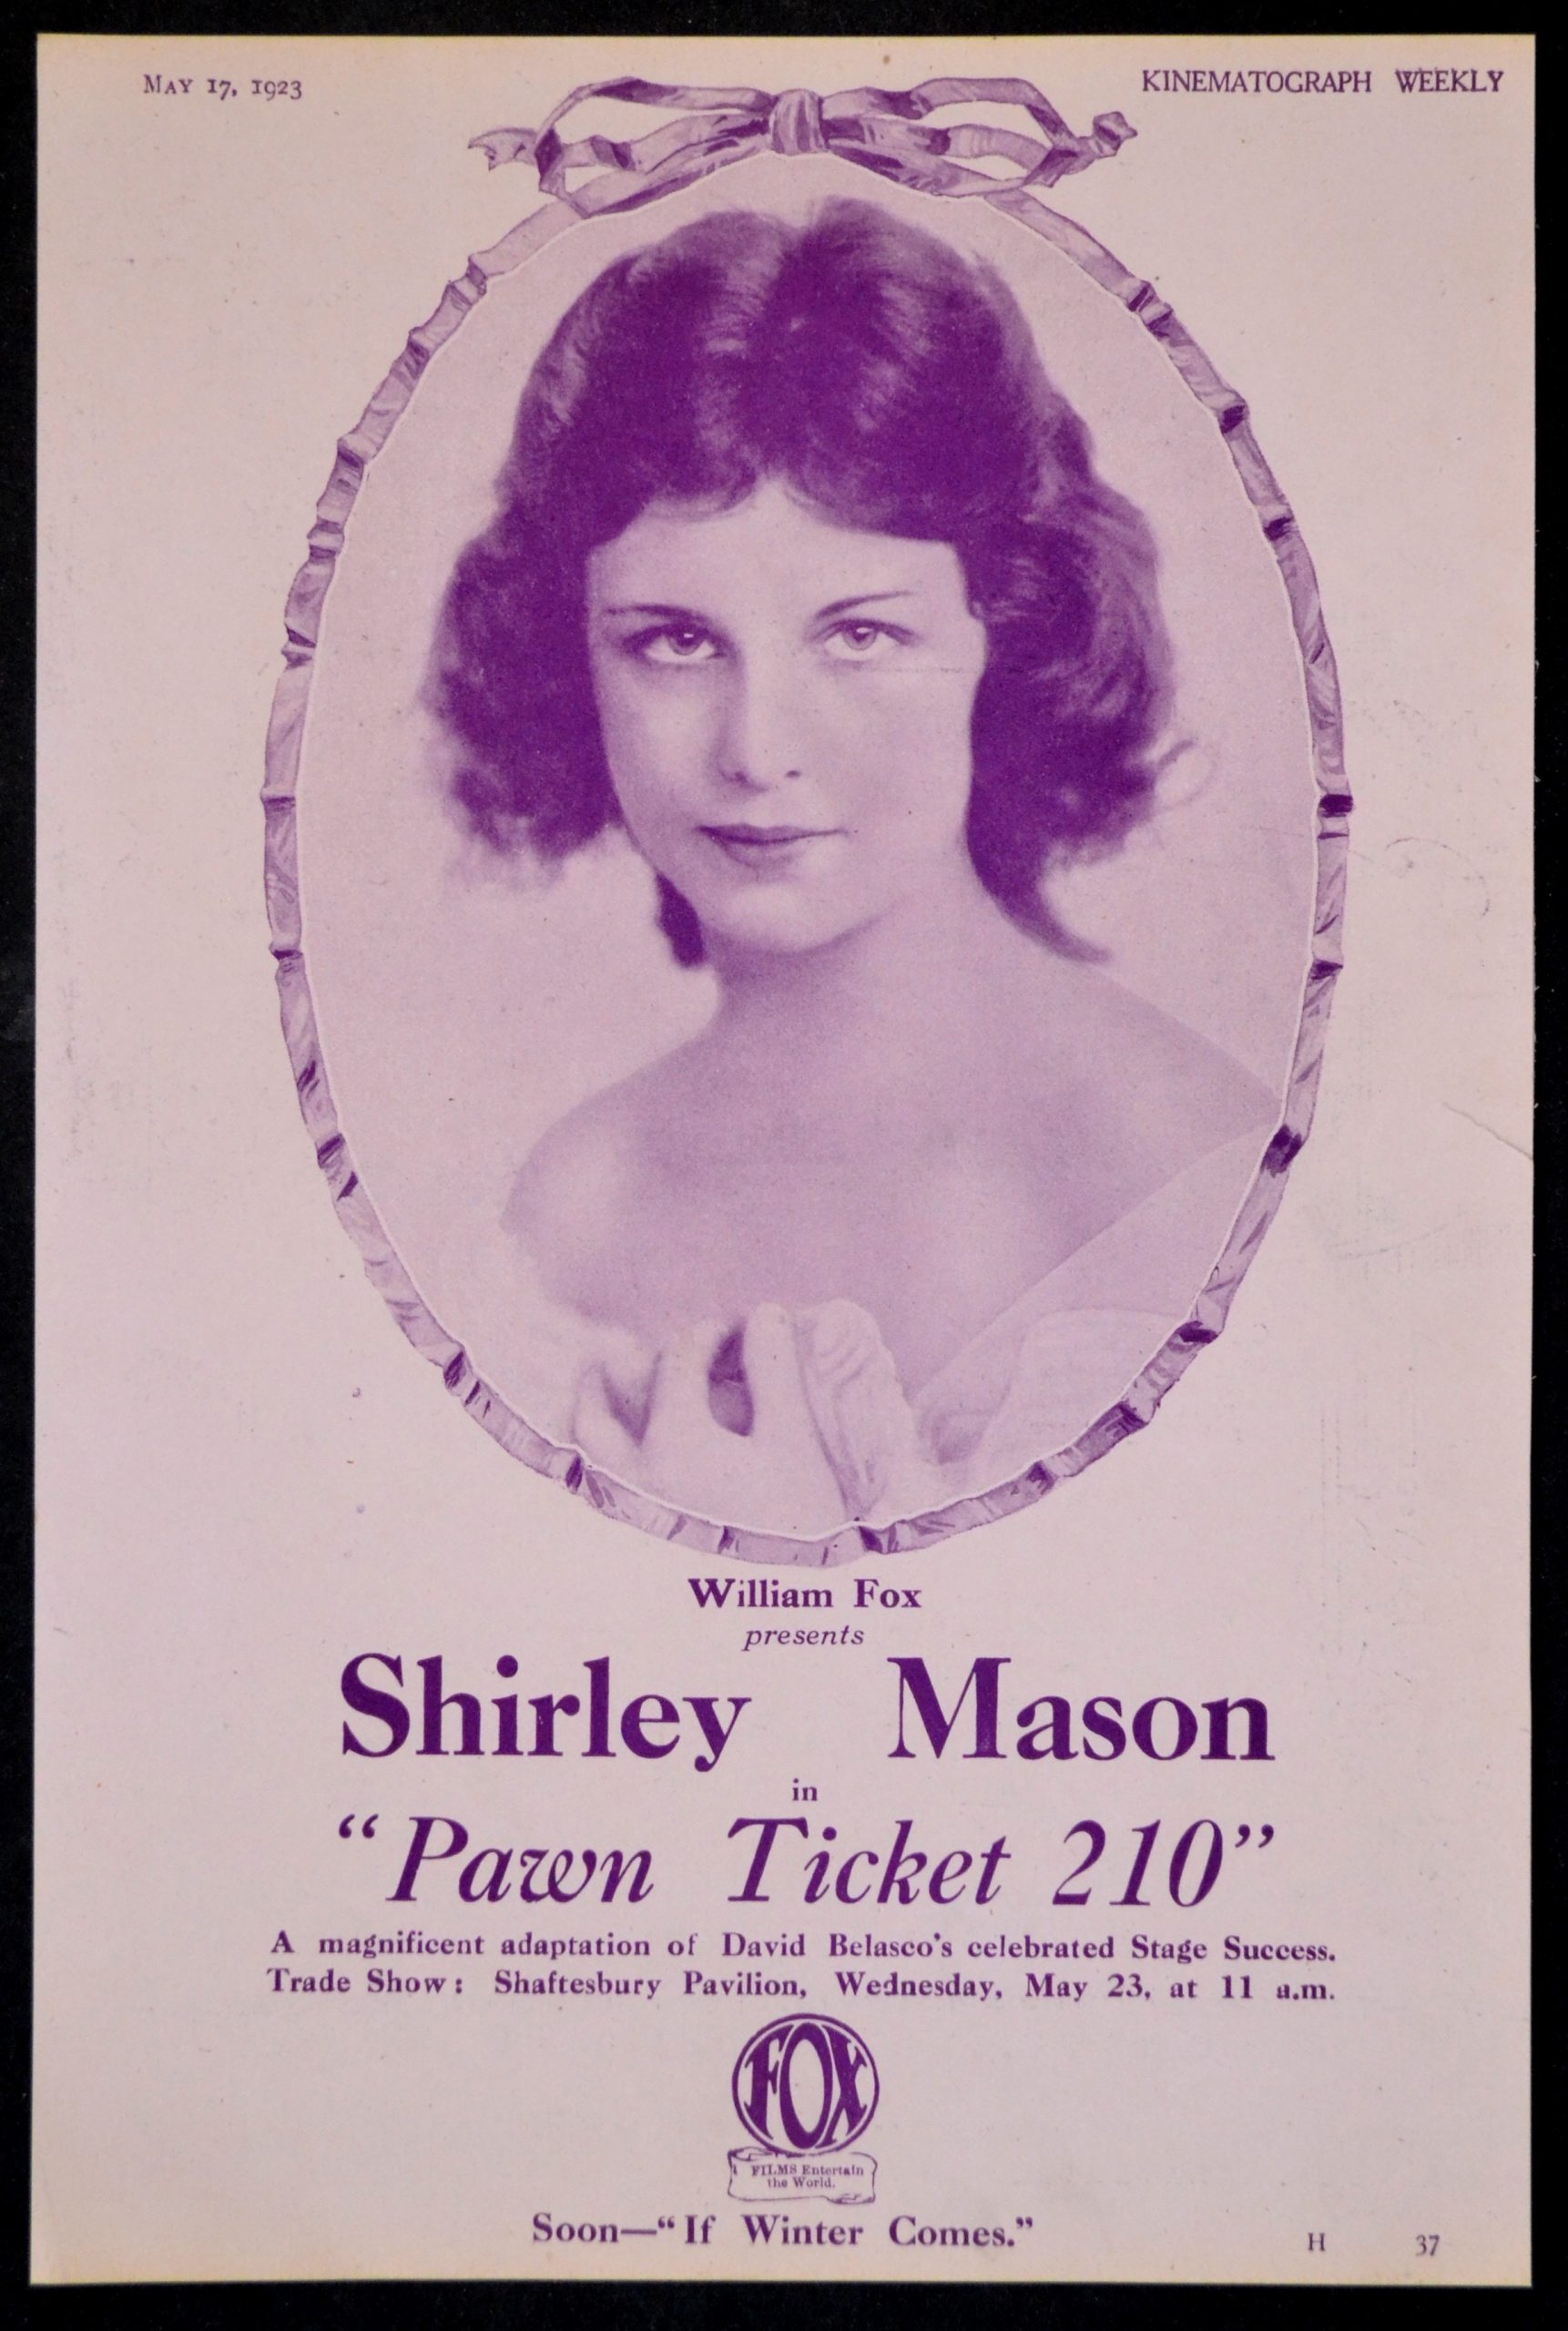 May 17, 1923
KINEMATOGRAPH WEEKLY
William Fox
presents
Shirley Mason
in
“Pawn Ticket 210”
A magnificent adaptation of David Belasco's celebrated Stage Success.
Trade Show: Shaftesbury Pavilion, Wednesday, May 23, at 11 a.m.
FOX
FILMS Entertain
the World.
Soon—“If Winter Comes.”
H 37